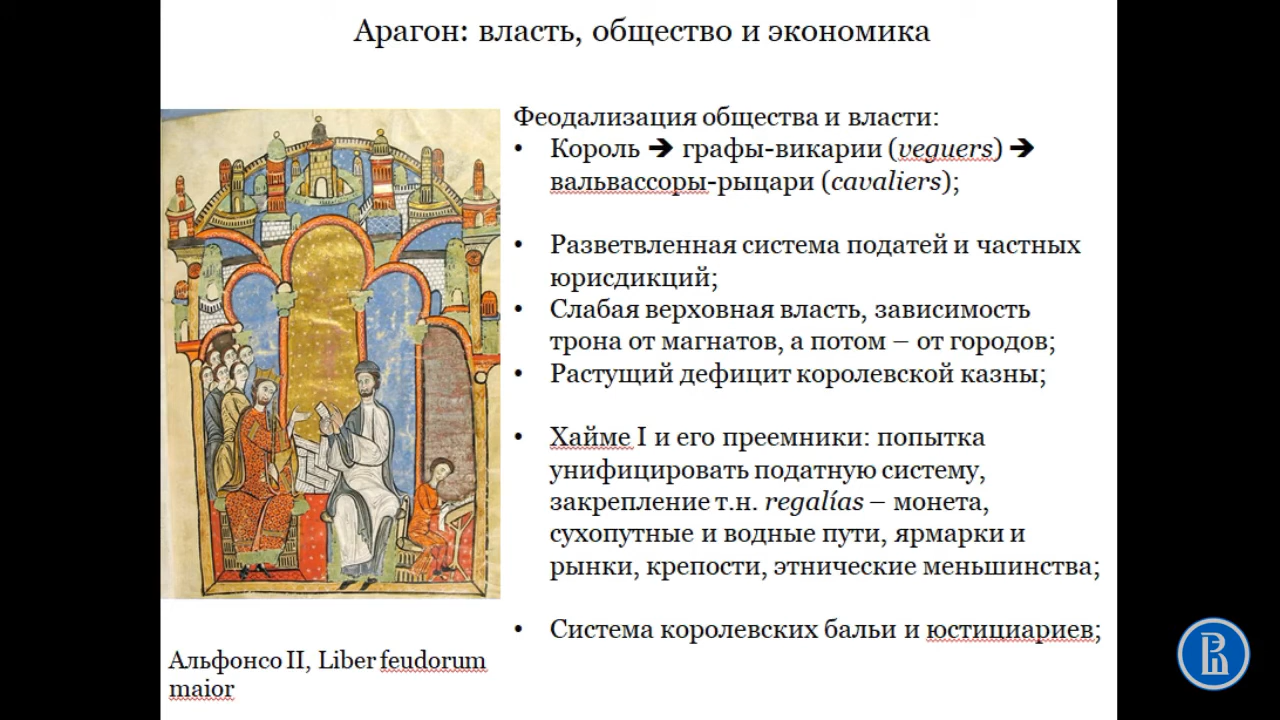 Арагон: власть, общество и экономика
Феодализация общества и власти:
• Король ➔ графы-викарии (veguers) ➔
вальвассоры-рыцари (cavaliers);
• Разветвленная система податей и частных
юрисдикций;
• Слабая верховная власть, зависимость
трона от магнатов, а потом – от городов;
• Растущий дефицит королевской казны;
• Хайме I и его преемники: попытка
унифицировать податную систему,
закрепление т.н. regalías – монета,
сухопутные и водные пути, ярмарки и
рынки, крепости, этнические меньшинства;
• Система королевских бальи и юстициариев;
Альфонсо II, Liber feudorum
maior